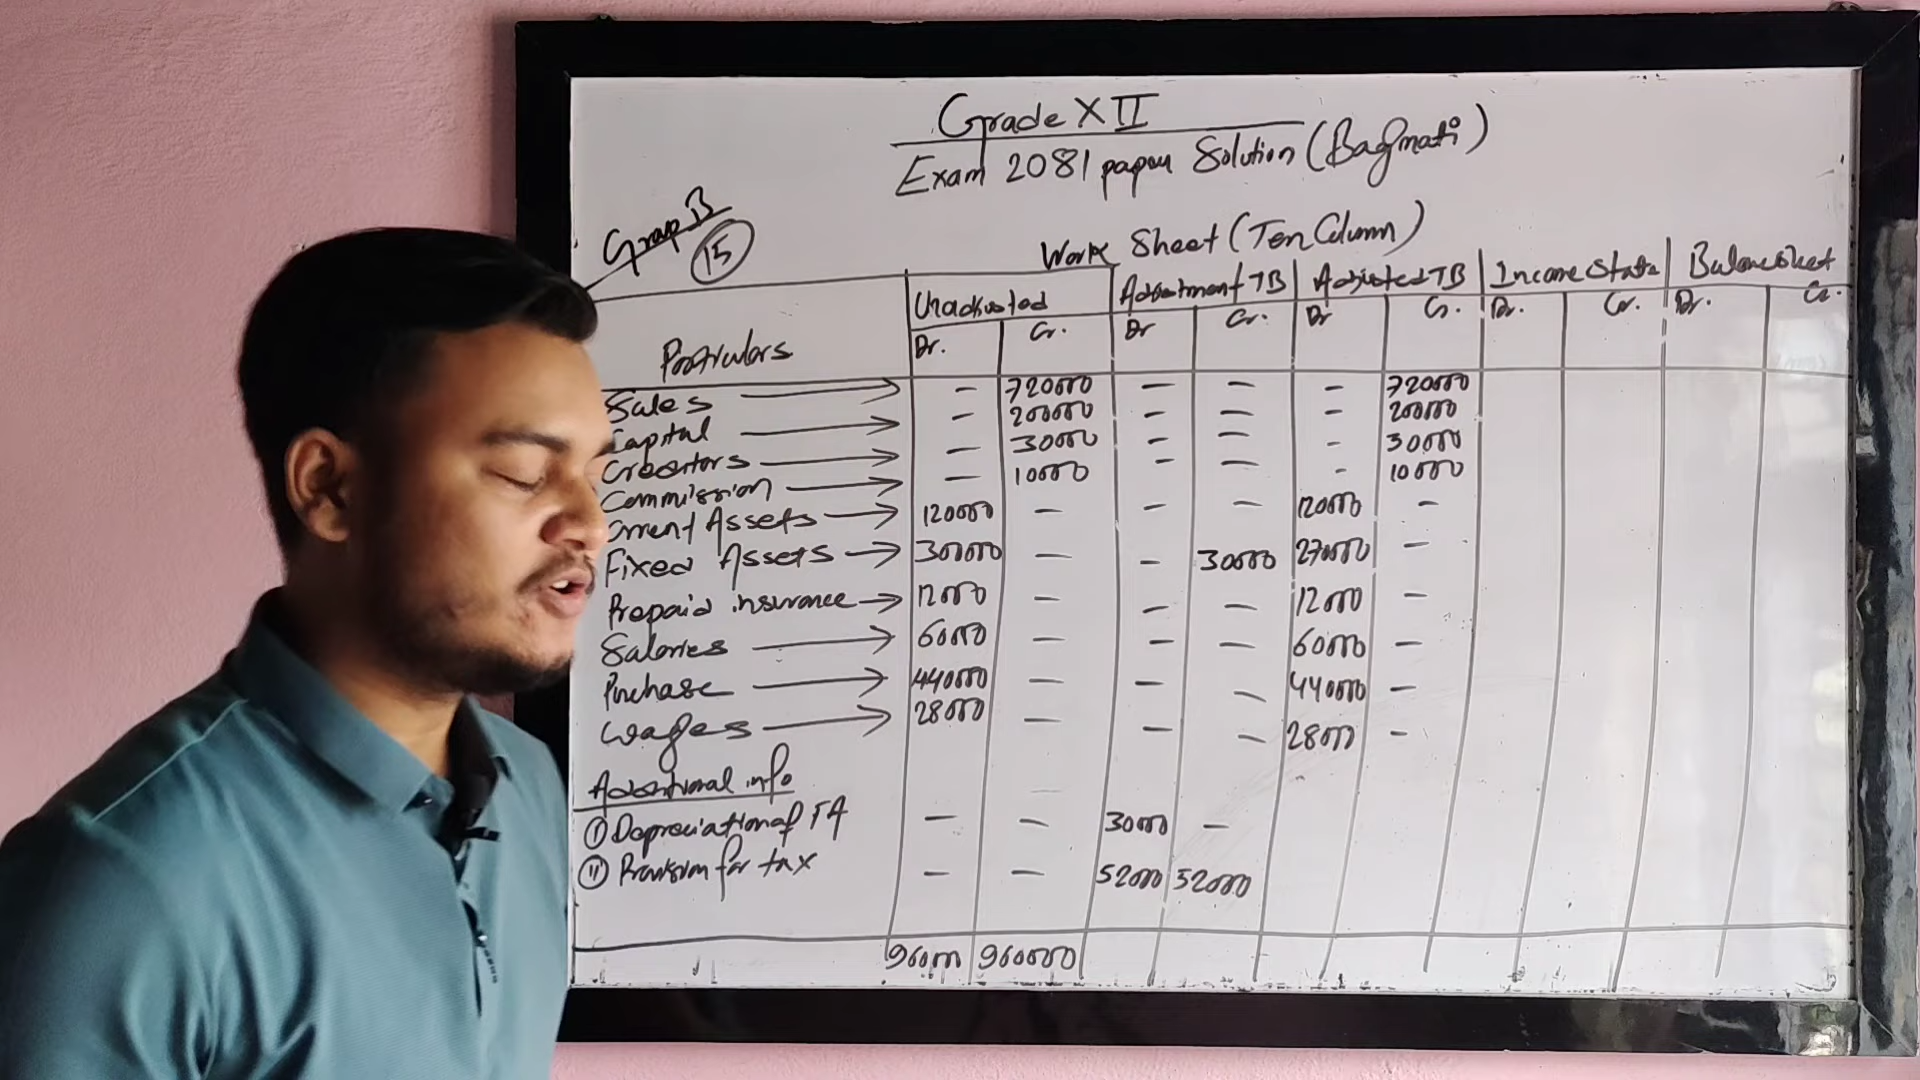 Grade XII
Exam 2081 paper Solution (Bagmati)
Group B
15
Work Sheet (Ten Column)
Unadjusted Adjustment TB Adjusted TB Income State Balance Sheet
Particulars Dr. Cr. Dr Cr. Dr Cr. Dr. Cr. Dr. Cr.
Sales - 720000 - - - 720000
Capital - 200000 - - - 200000
Creditors - 30000 - - - 30000
Commission - 10000 - - - 10000
Current Assets 120000 - - - 120000 -
Fixed Assets 300000 - - 30000 270000 -
Prepaid insurance 12000 - - - 12000 -
Salaries 60000 - - - 60000 -
Purchase 440000 - - - 440000 -
Wages 28000 - - - 28000 -
Additional info
(i) Depreciation of FA - - 30000 -
(ii) Provision for tax - - 52000 52000
960000 960000